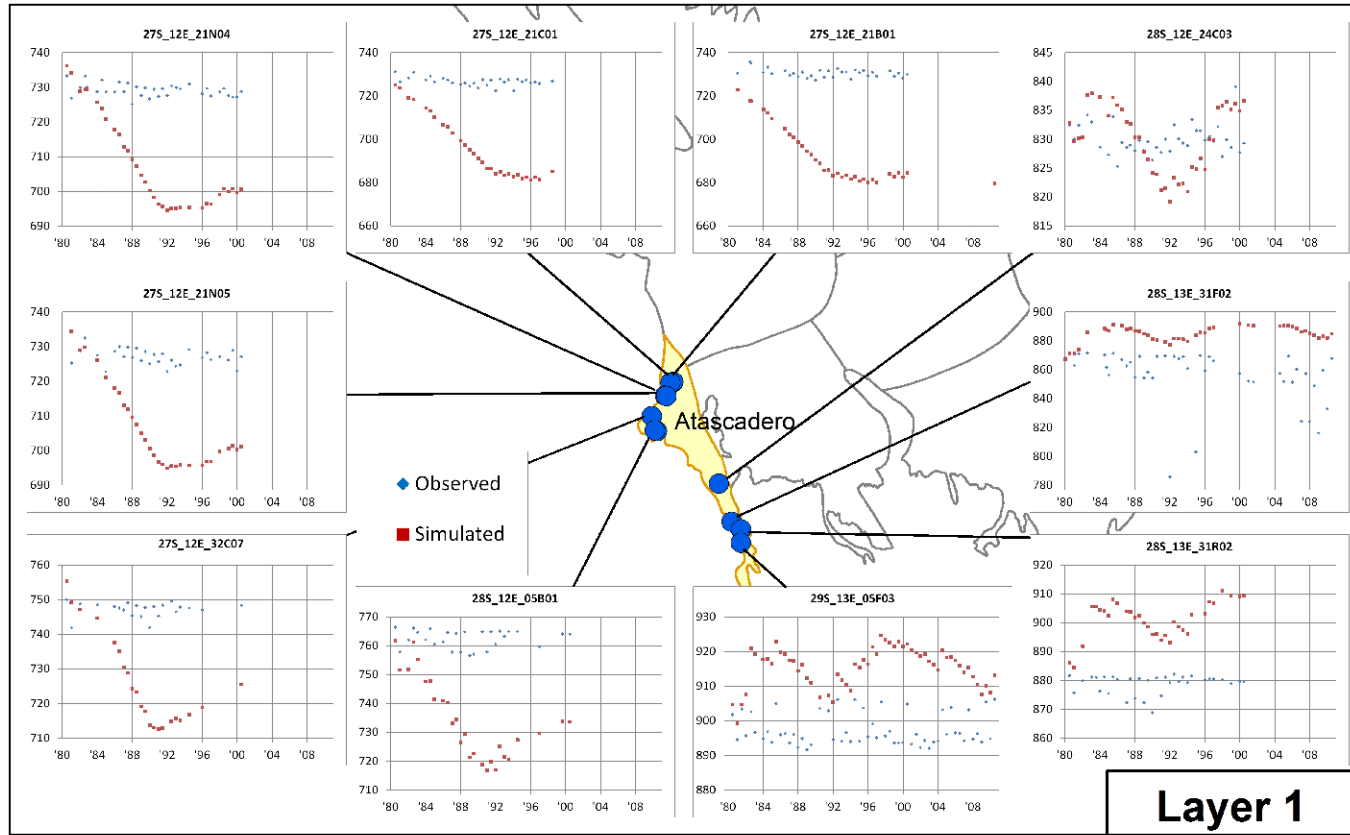 27S_12E_21N04
740
730
720
710
700
690
'80 '84 '88 '92 '96 '00 '04 '08
27S_12E_21C01
740
720
700
680
660
'80 '84 '88 '92 '96 '00 '04 '08
27S_12E_21B01
740
720
700
680
660
'80 '84 '88 '92 '96 '00 '04 '08
28S_12E_24C03
845
840
835
830
825
820
815
'80 '84 '88 '92 '96 '00 '04 '08
27S_12E_21N05
740
730
720
710
700
690
'80 '84 '88 '92 '96 '00 '04 '08
Atascadero
Observed
Simulated
28S_13E_31F02
900
880
860
840
820
800
780
'80 '84 '88 '92 '96 '00 '04 '08
27S_12E_32C07
760
750
740
730
720
710
'80 '84 '88 '92 '96 '00 '04 '08
28S_12E_05B01
770
760
750
740
730
720
710
'80 '84 '88 '92 '96 '00 '04 '08
29S_13E_05F03
930
920
910
900
890
880
'80 '84 '88 '92 '96 '00 '04 '08
28S_13E_31R02
920
910
900
890
880
870
860
'80 '84 '88 '92 '96 '00 '04 '08
Layer 1